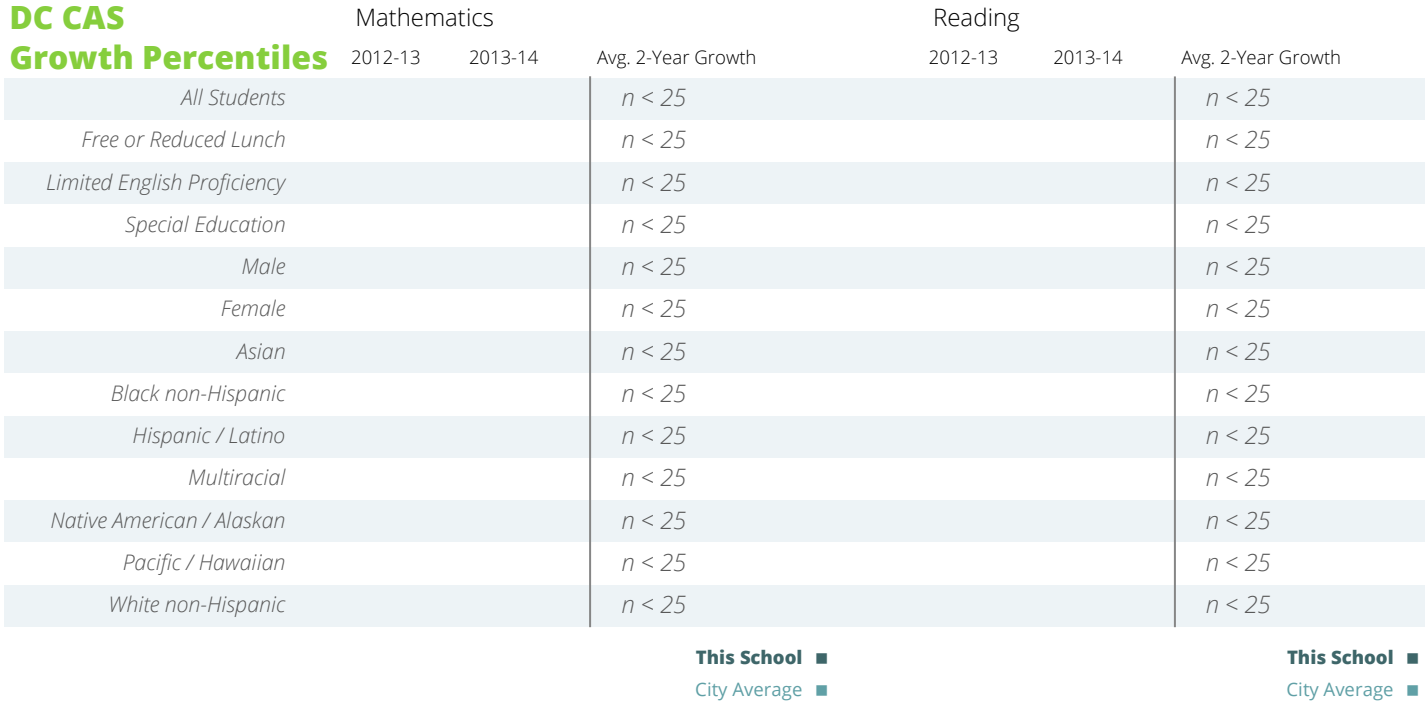 DC CAS
Growth Percentiles
Mathematics
Reading
2012-13 2013-14 Avg. 2-Year Growth 2012-13 2013-14 Avg. 2-Year Growth
All Students n < 25 n < 25
Free or Reduced Lunch n < 25 n < 25
Limited English Proficiency n < 25 n < 25
Special Education n < 25 n < 25
Male n < 25 n < 25
Female n < 25 n < 25
Asian n < 25 n < 25
Black non-Hispanic n < 25 n < 25
Hispanic / Latino n < 25 n < 25
Multiracial n < 25 n < 25
Native American / Alaskan n < 25 n < 25
Pacific / Hawaiian n < 25 n < 25
White non-Hispanic n < 25 n < 25
This School This School
City Average City Average